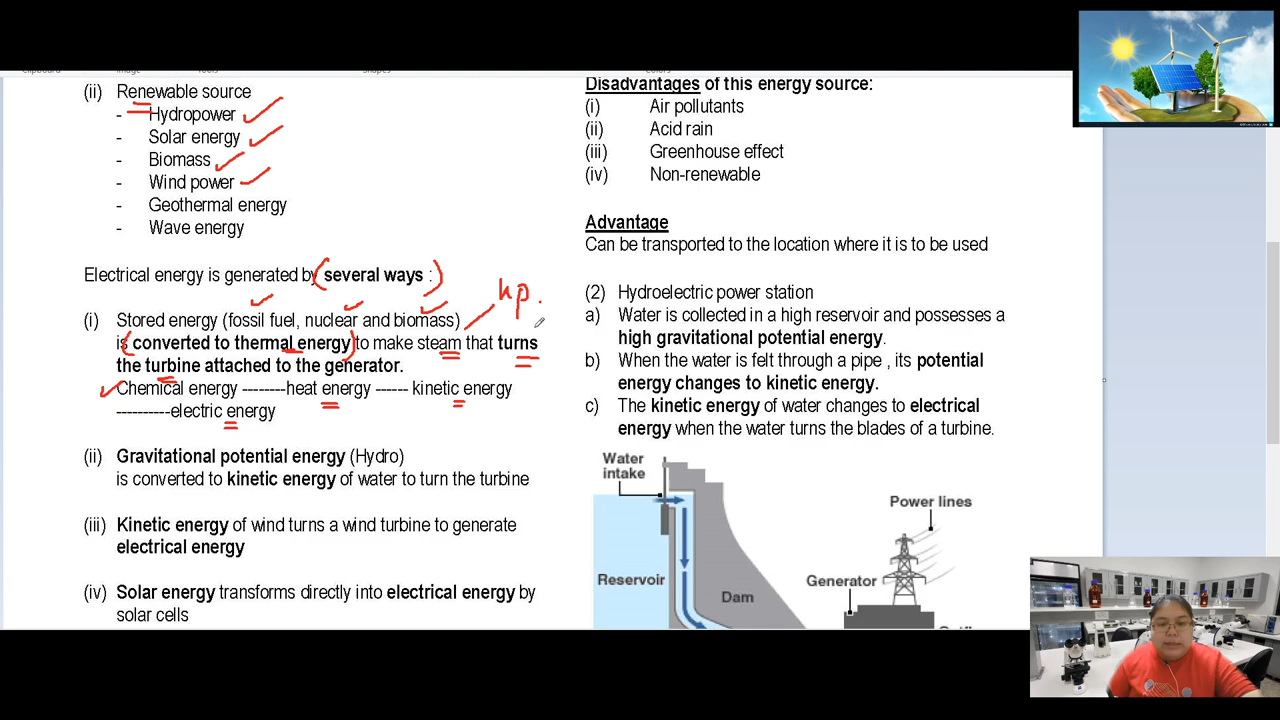 (ii) Renewable source
- Hydropower
- Solar energy
- Biomass
- Wind power
- Geothermal energy
- Wave energy
Electrical energy is generated by several ways :
hp.
(i) Stored energy (fossil fuel, nuclear and biomass)
is converted to thermal energy to make steam that turns
the turbine attached to the generator.
Chemical energy --------heat energy ------ kinetic energy
----------electric energy
(ii) Gravitational potential energy (Hydro)
is converted to kinetic energy of water to turn the turbine
(iii) Kinetic energy of wind turns a wind turbine to generate
electrical energy
(iv) Solar energy transforms directly into electrical energy by
solar cells
Disadvantages of this energy source:
(i) Air pollutants
(ii) Acid rain
(iii) Greenhouse effect
(iv) Non-renewable
Advantage
Can be transported to the location where it is to be used
(2) Hydroelectric power station
a) Water is collected in a high reservoir and possesses a
high gravitational potential energy.
b) When the water is felt through a pipe , its potential
energy changes to kinetic energy.
c) The kinetic energy of water changes to electrical
energy when the water turns the blades of a turbine.
Water
intake
Power lines
Reservoir
Generator
Dam